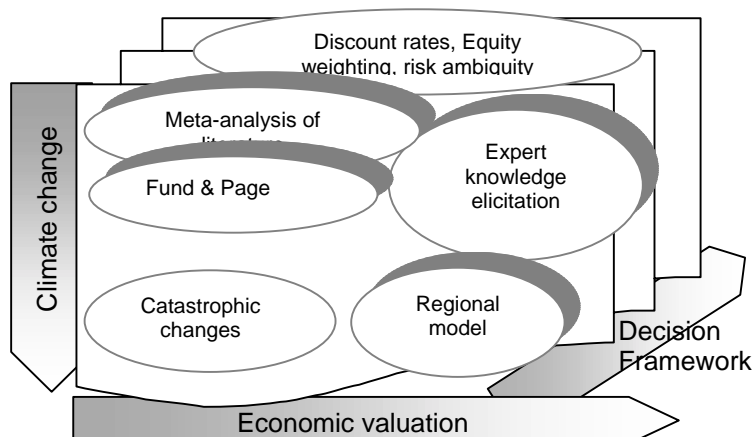 Discount rates, Equity
weighting, risk ambiguity
Meta-analysis of
Fund & Page
Expert
knowledge
elicitation
Catastrophic
changes
Regional
model
Climate change
Decision
Framework
Economic valuation